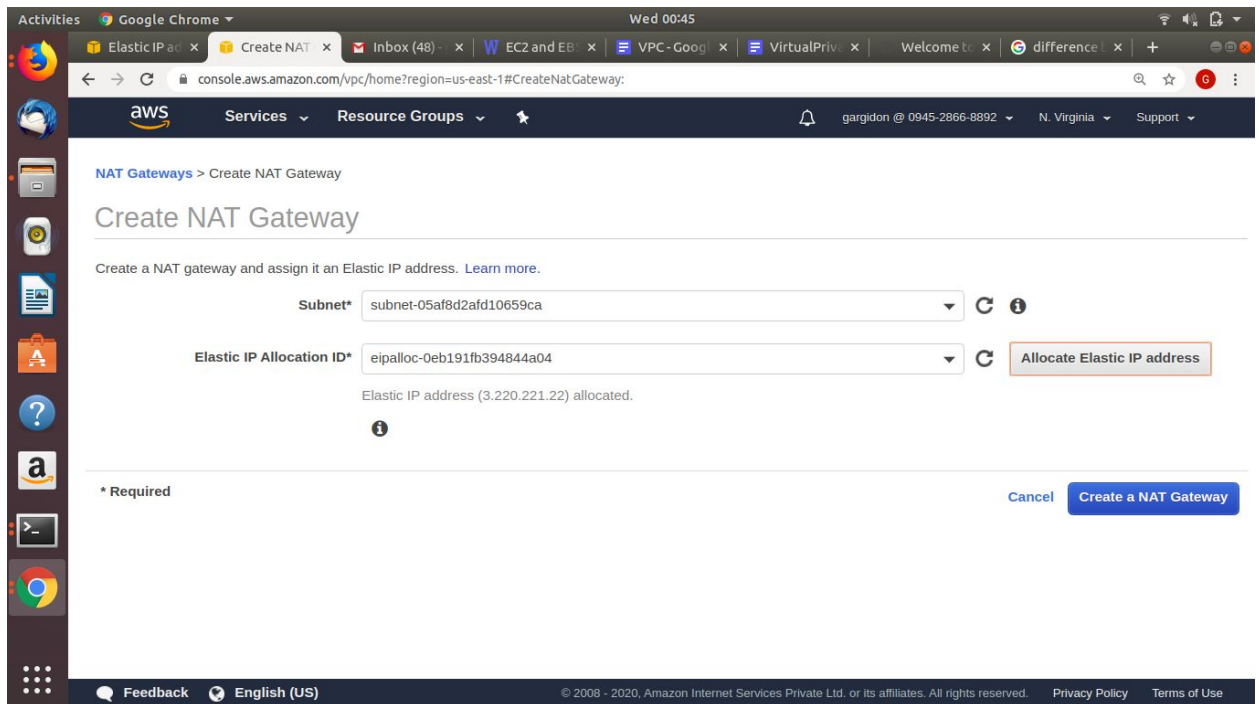 Activities Google Chrome Wed 00:45
Elastic IP ad Create NAT Inbox (48) - EC2 and EBS VPC - Googl VirtualPriva Welcome to difference
console.aws.amazon.com/vpc/home?region=us-east-1#CreateNatGateway: G
aws Services Resource Groups gargidon @ 0945-2866-8892 N. Virginia Support
NAT Gateways > Create NAT Gateway
Create NAT Gateway
Create a NAT gateway and assign it an Elastic IP address. Learn more.
Subnet* subnet-05af8d2afd10659ca
Elastic IP Allocation ID* eipalloc-0eb191fb394844a04 Allocate Elastic IP address
Elastic IP address (3.220.221.22) allocated.
* Required Cancel Create a NAT Gateway
Feedback English (US) © 2008 - 2020, Amazon Internet Services Private Ltd. or its affiliates. All rights reserved. Privacy Policy Terms of Use